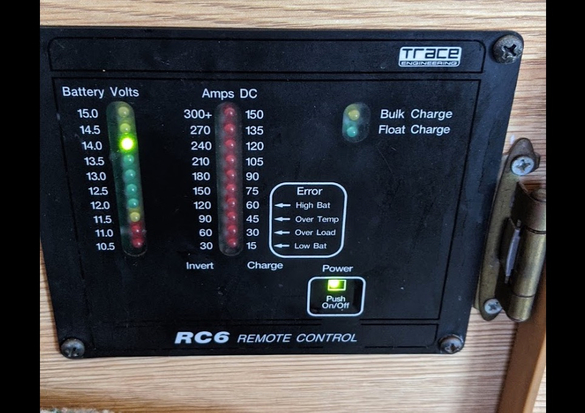 Trace
ENGINEERING
Battery Volts
Amps DC
15.0
14.5
14.0
13.5
13.0
12.5
12.0
11.5
11.0
10.5
300+ 150
270 135
240 120
210 105
180 90
150 75
120 60
90 45
60 30
30 15
Invert Charge
Bulk Charge
Float Charge
Error
High Bat
Over Temp
Over Load
Low Bat
Power
Push
On/Off
RC6 REMOTE CONTROL